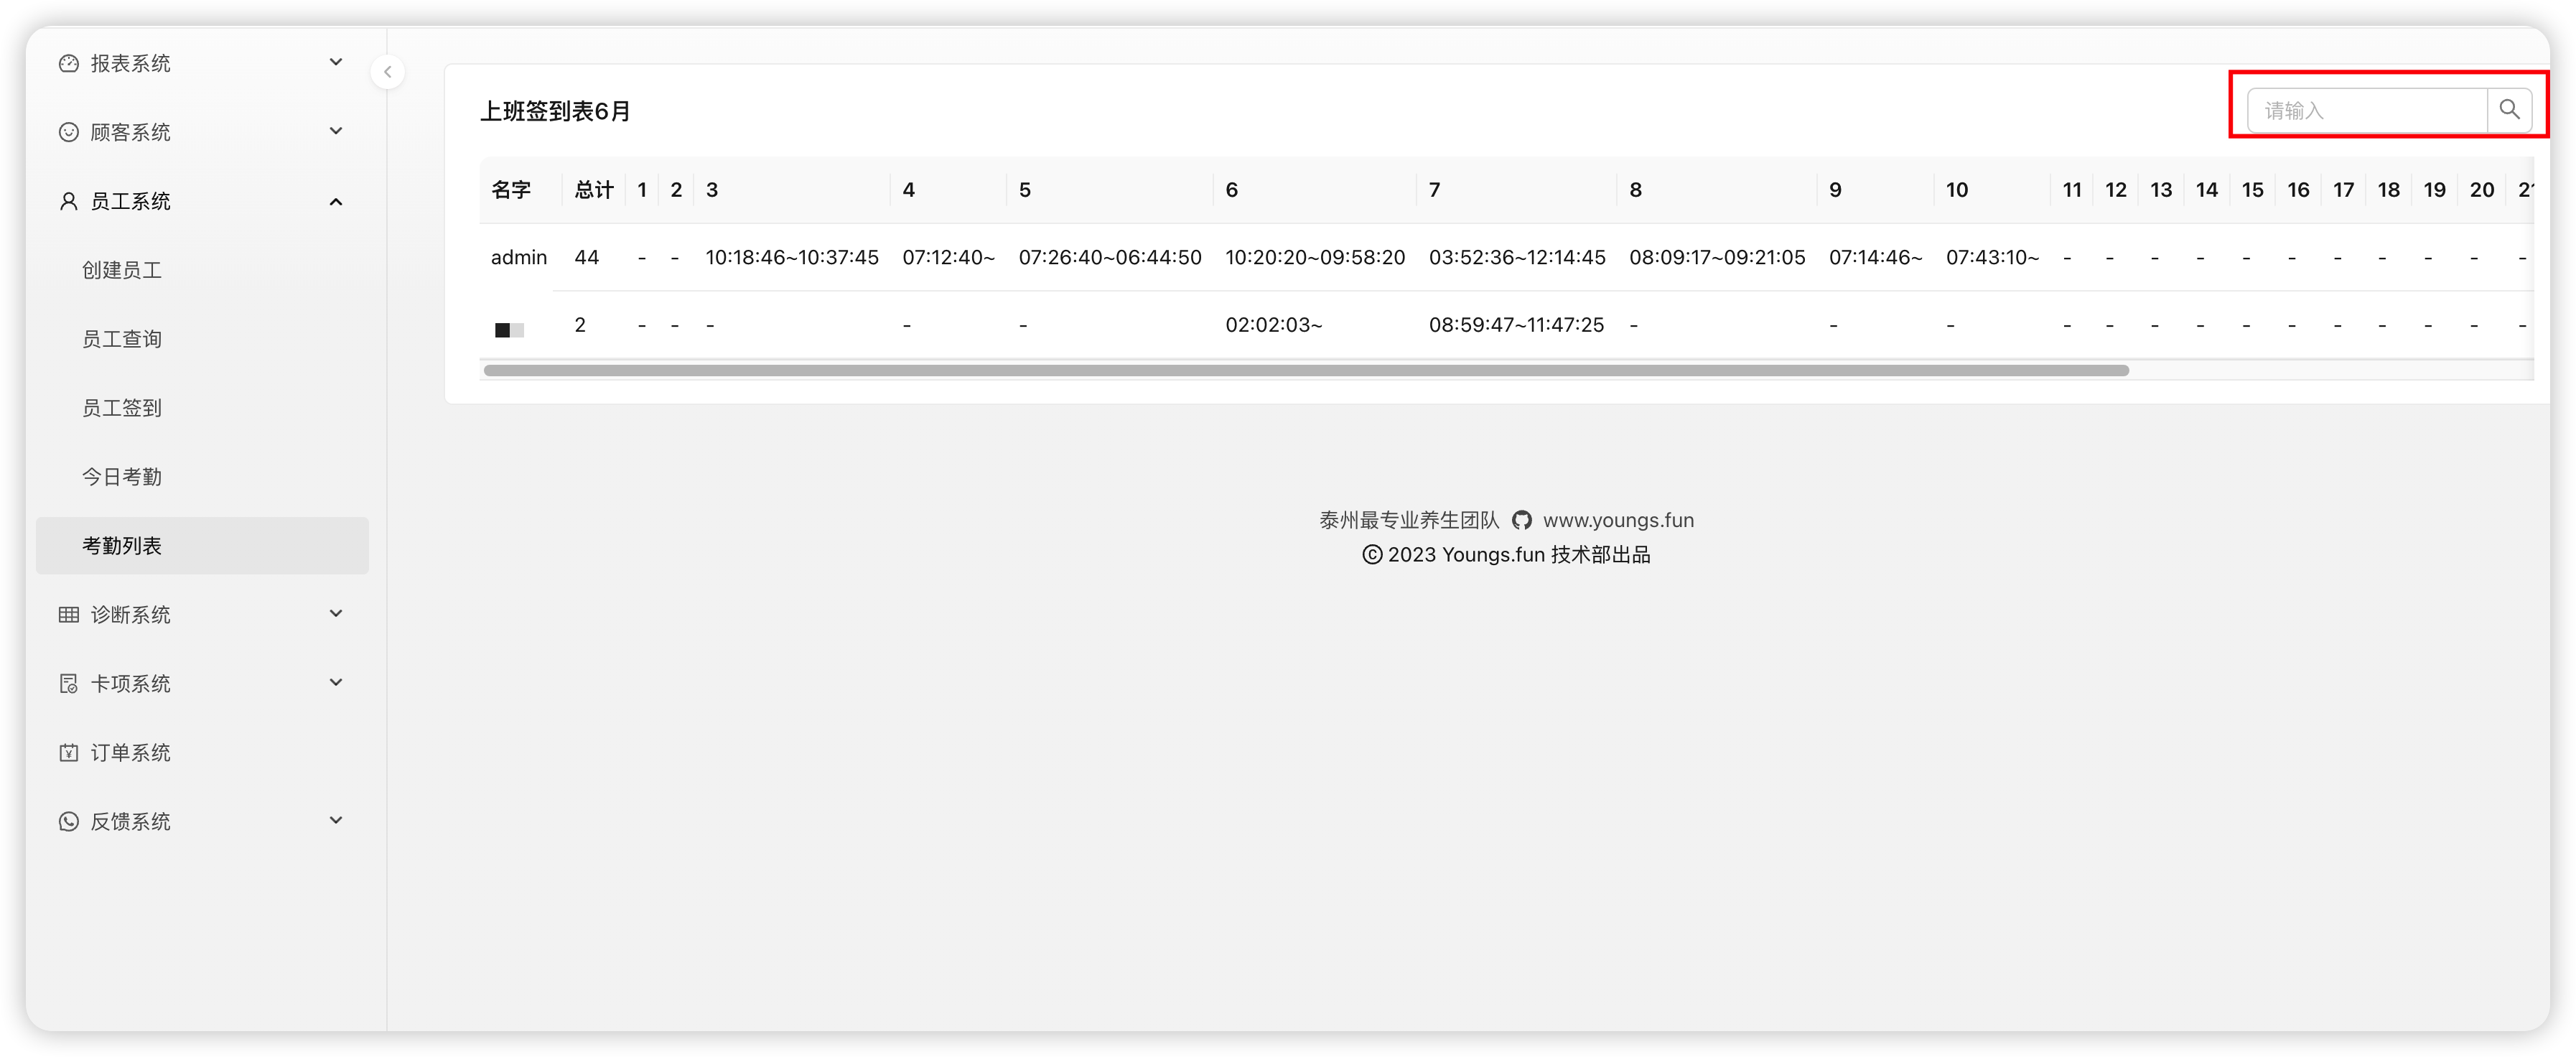 报表系统
顾客系统
员工系统
创建员工
员工查询
员工签到
今日考勤
考勤列表
诊断系统
卡项系统
订单系统
反馈系统
上班签到表6月
请输入
名字 总计 1 2 3 4 5 6 7 8 9 10 11 12 13 14 15 16 17 18 19 20
admin 44 - - 10:18:46~10:37:45 07:12:40~ 07:26:40~06:44:50 10:20:20~09:58:20 03:52:36~12:14:45 08:09:17~09:21:05 07:14:46~ 07:43:10~ - - - - - - - - - - -
2 - - - - - 02:02:03~ 08:59:47~11:47:25 - - - - - - - - - - - - - -
泰州最专业养生团队 www.youngs.fun
© 2023 Youngs.fun 技术部出品